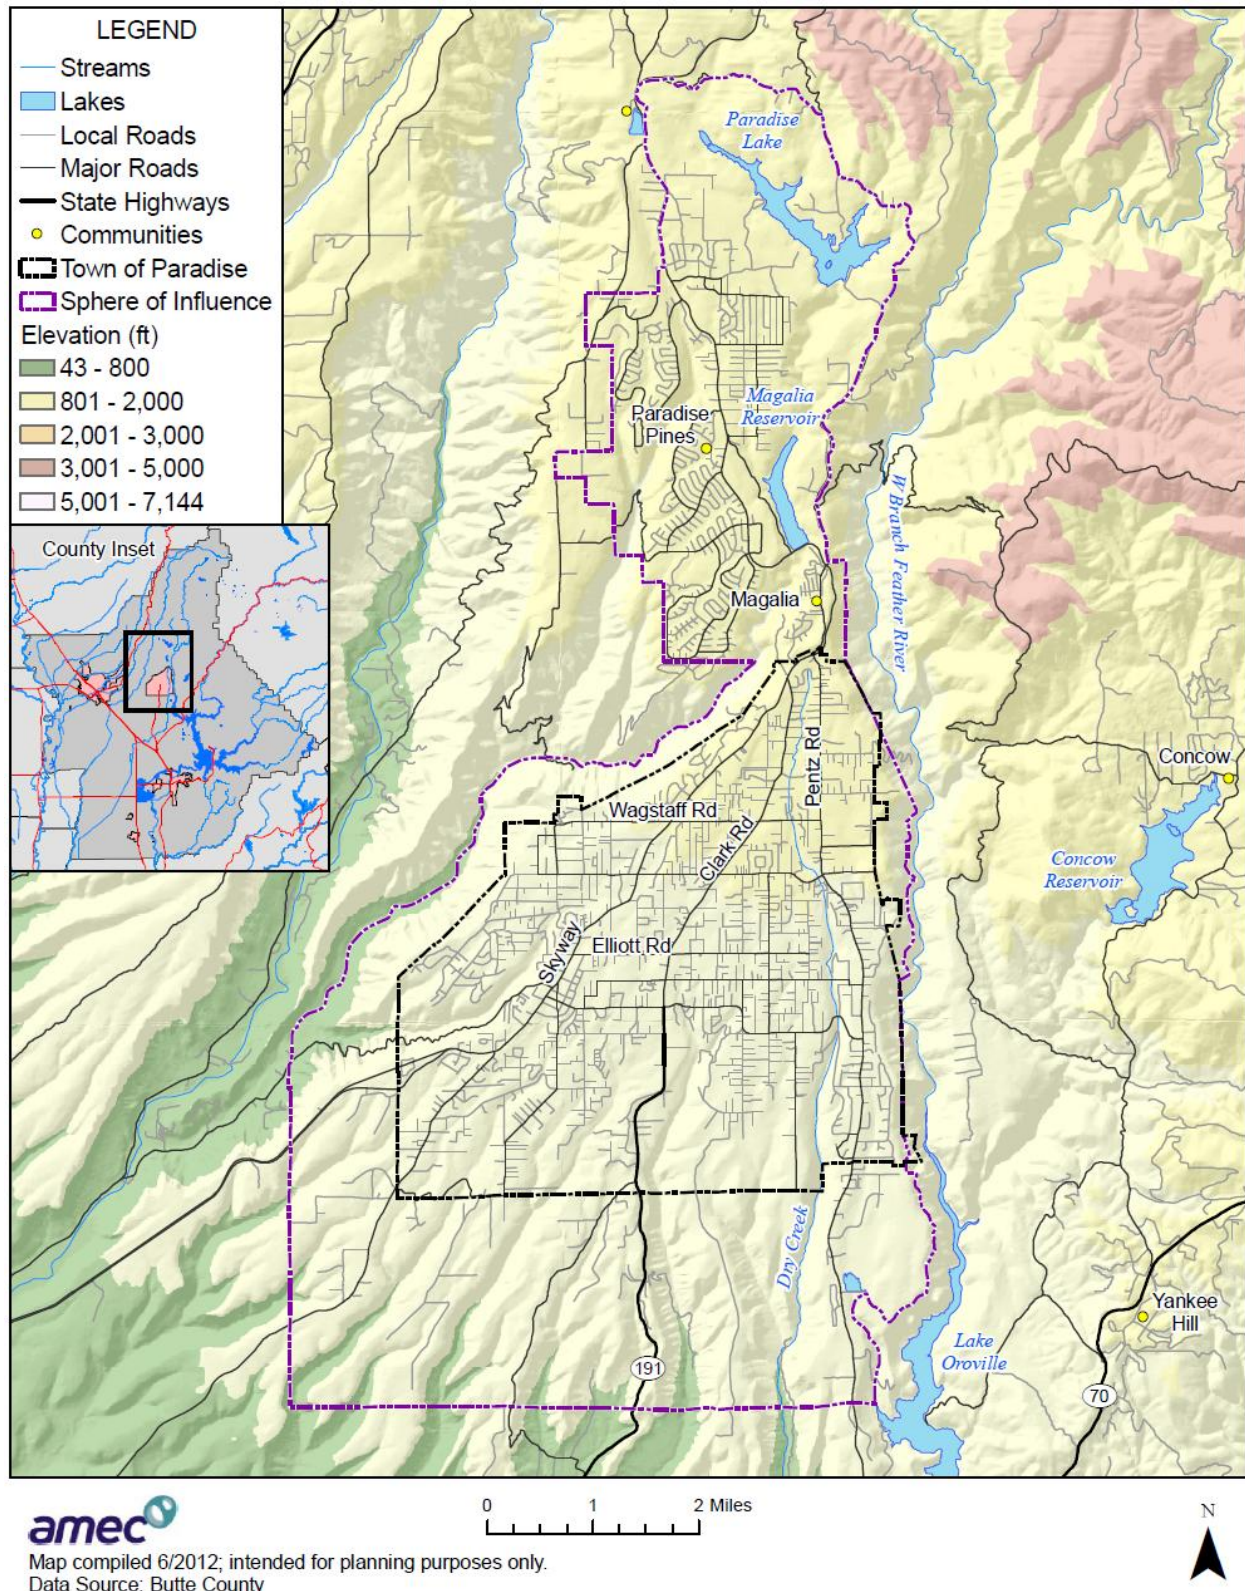 LEGEND
Streams
Lakes
Local Roads
Major Roads
State Highways
Communities
Town of Paradise
Sphere of Influence
Elevation (ft)
43 - 800
801 - 2,000
2,001 - 3,000
3,001 - 5,000
5,001 - 7,144
County Inset
Paradise
Lake
Magalia
Reservoir
Paradise
Pines
W Branch Feather River
Magalia
Pentz Rd
Concow
Wagstaff Rd
Clark Rd
Concow
Reservoir
Skyway
Elliott Rd
Dry Creek
Yankee
Hill
Lake
Oroville
191
70
amec
0 1 2 Miles
N
Map compiled 6/2012; intended for planning purposes only.
Data Source: Butte County